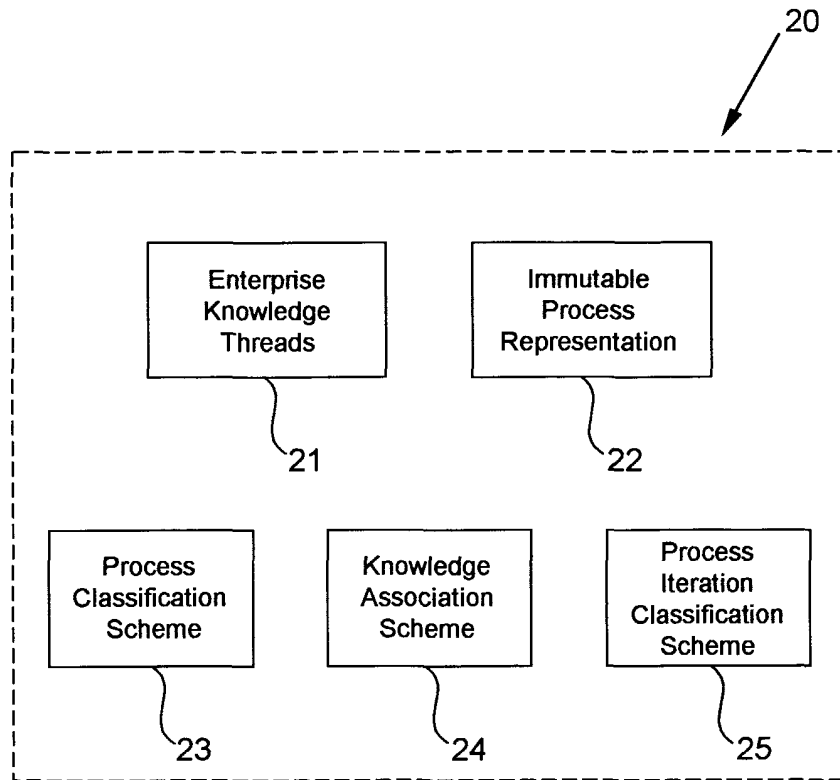 20
Enterprise
Knowledge
Threads
Immutable
Process
Representation
21
22
Process
Classification
Scheme
Knowledge
Association
Scheme
Process
Iteration
Classification
Scheme
23
24
25